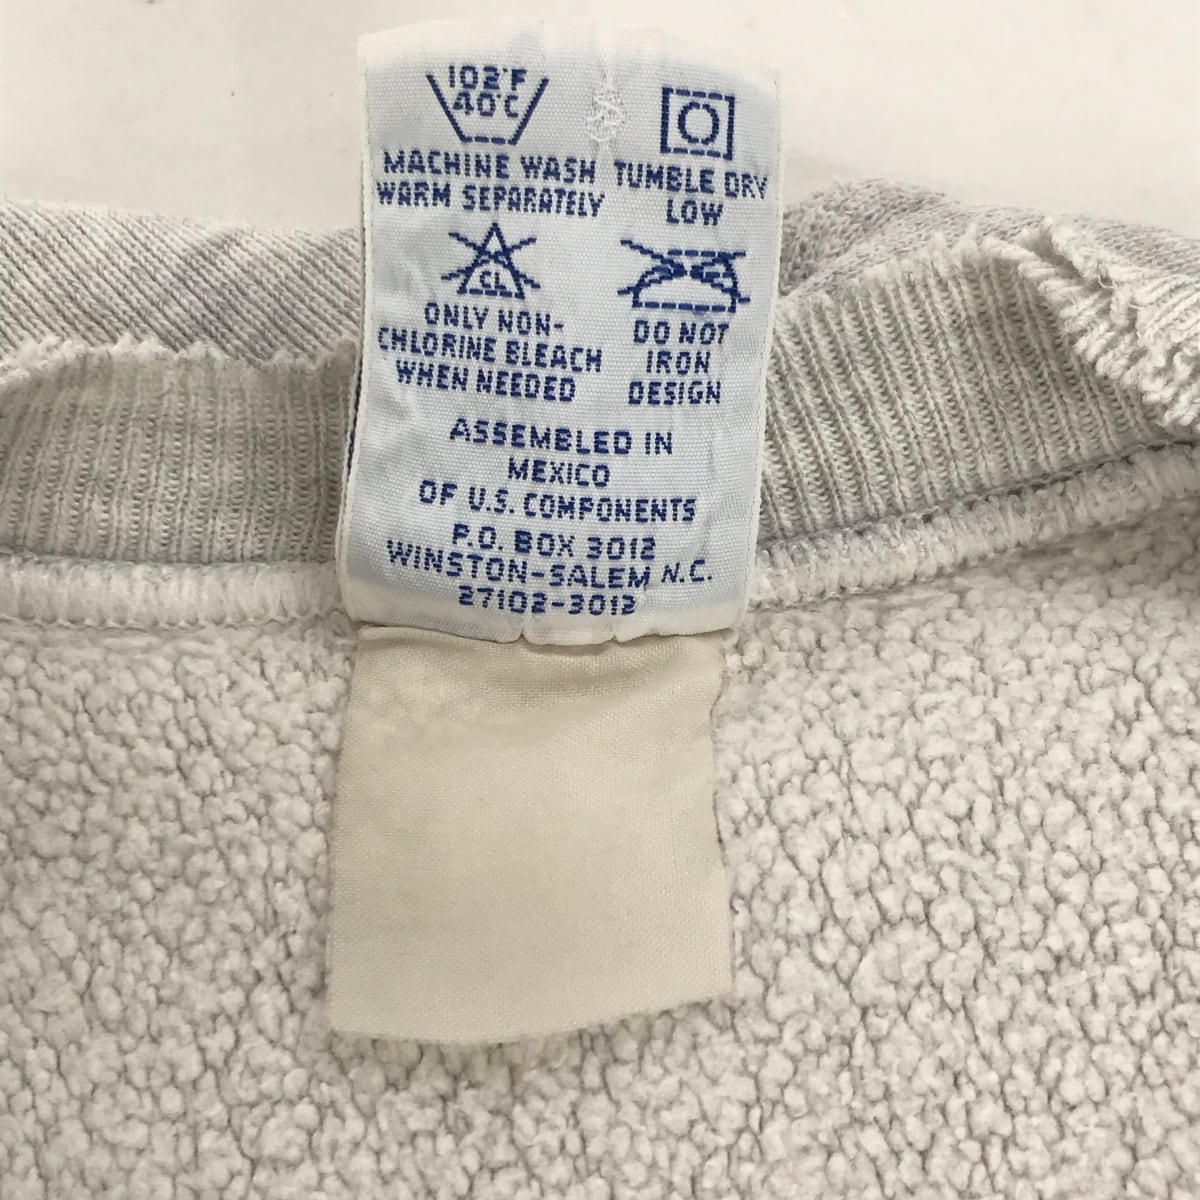 102°F
40°C
MACHINE WASH
WARM SEPARATELY
TUMBLE DRY
LOW
CL
ONLY NON-
CHLORINE BLEACH
WHEN NEEDED
DO NOT
IRON
DESIGN
ASSEMBLED IN
MEXICO
OF U.S. COMPONENTS
P.O. BOX 3012
WINSTON-SALEM N.C.
27102-3012